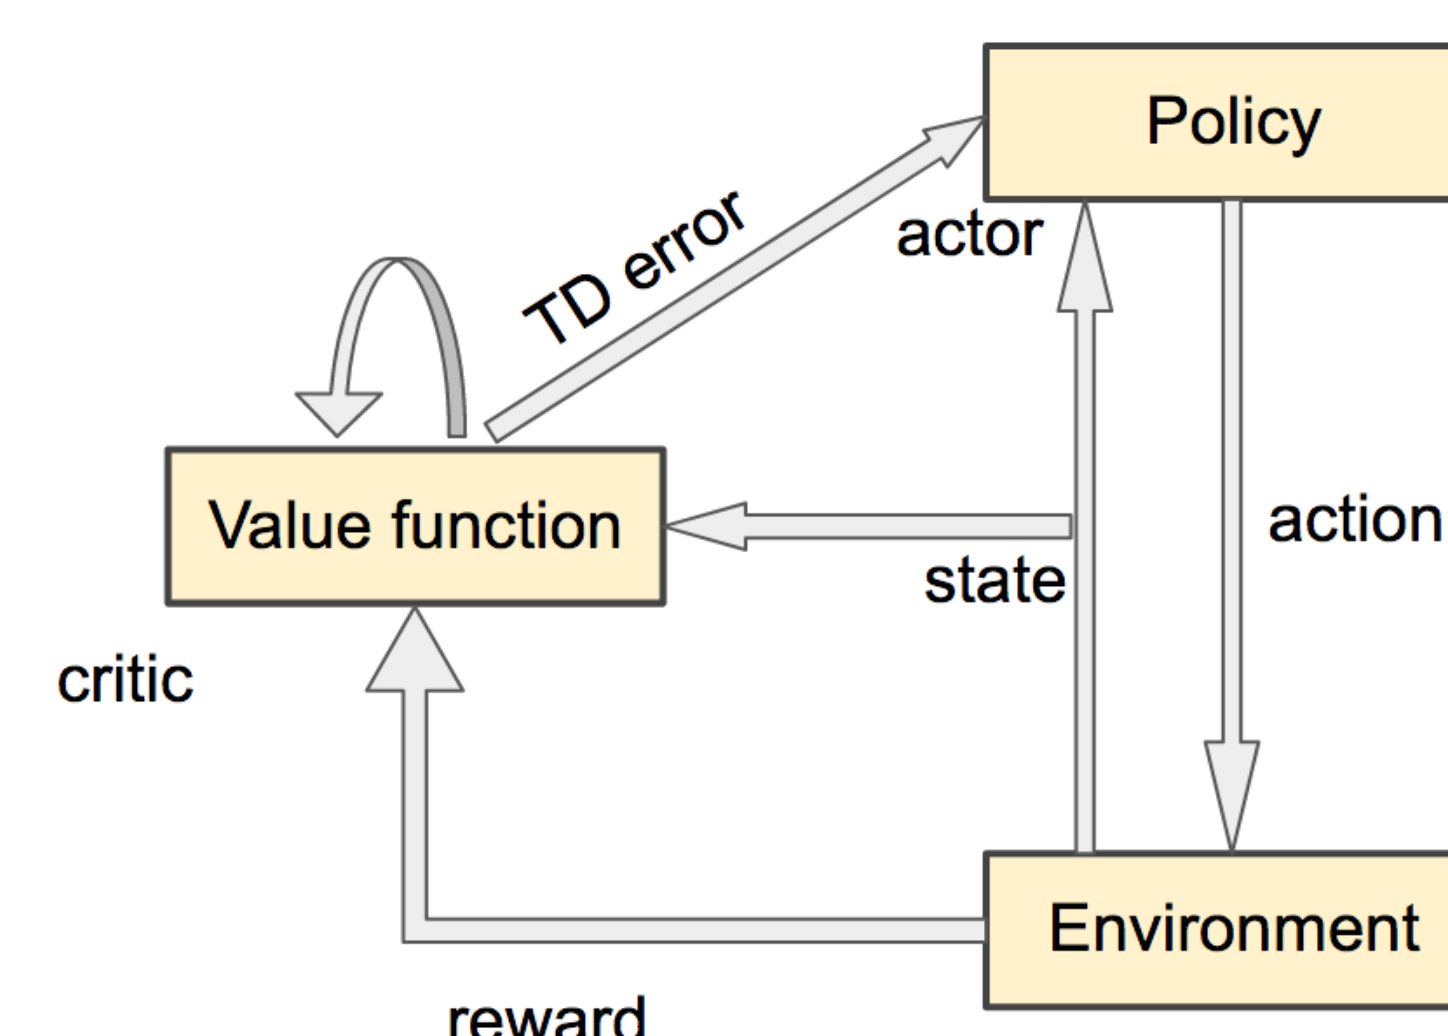 Policy
actor
TD error
Value function
action
state
critic
Environment
reward